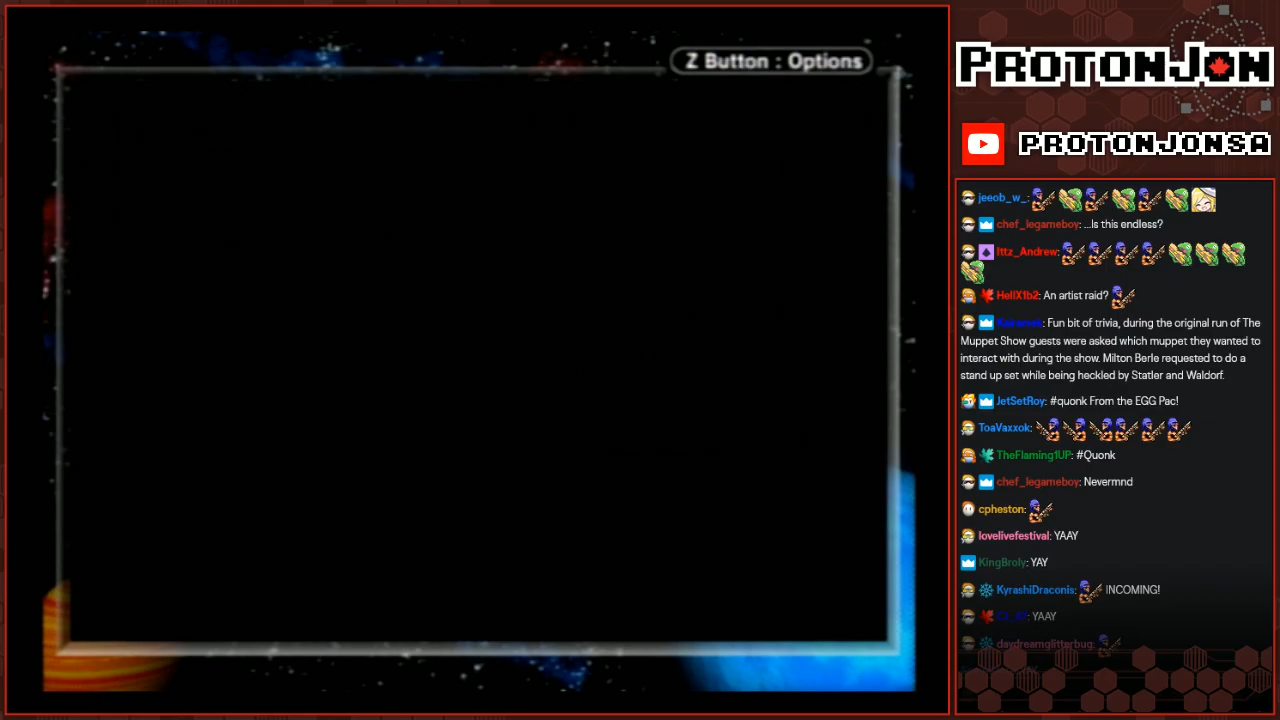 Z Button : Options
PROTONJON
PROTONJONSA
jeeob_w_:
chef_legameboy: ...Is this endless?
Ittz_Andrew:
HellX1b2: An artist raid?
: Fun bit of trivia, during the original run of The
Muppet Show guests were asked which muppet they wanted to
interact with during the show. Milton Berle requested to do a
stand up set while being heckled by Statler and Waldorf.
JetSetRoy: #quonk From the EGG Pac!
ToaVaxxok:
TheFlaming1UP: #Quonk
chef_legameboy: Nevermnd
cpheston:
lovelivefestival: YAAY
KingBroly: YAY
KyrashiDraconis: INCOMING!
: YAAY
daydreamglitterbug: